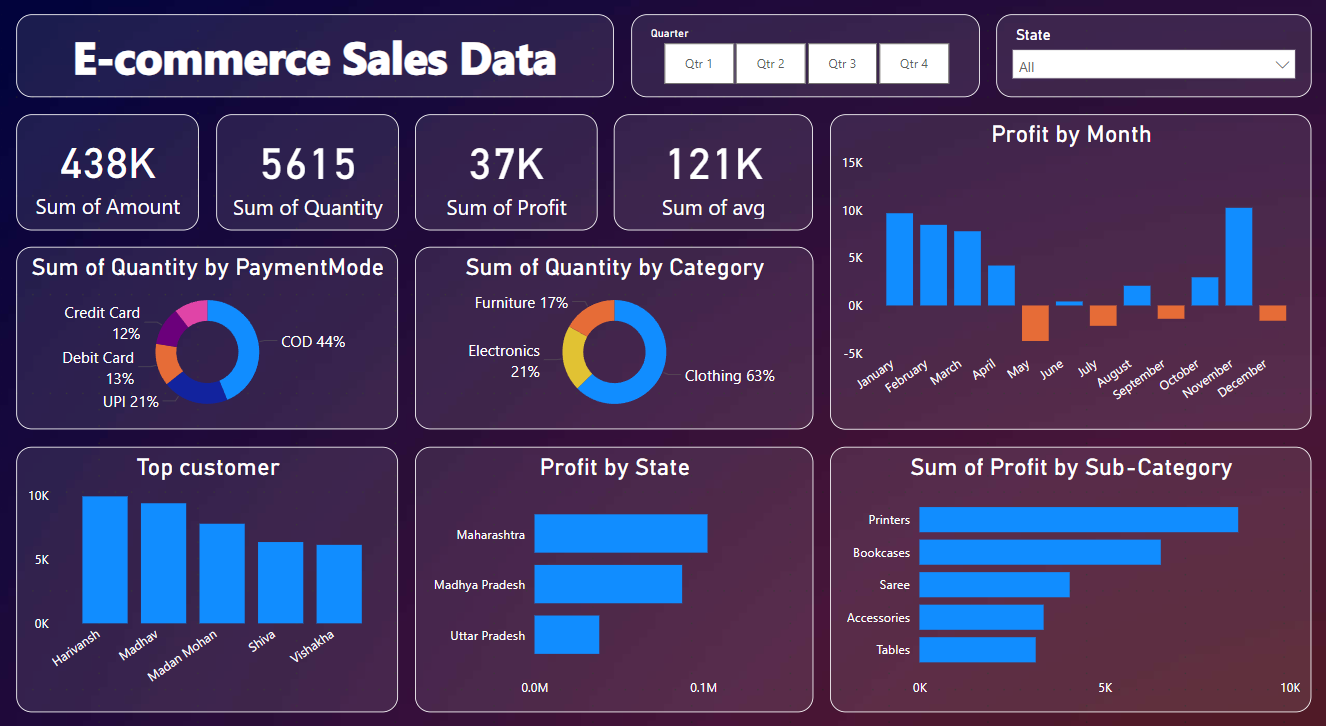 E-commerce Sales Data
Quarter
Qtr 1
Qtr 2
Qtr 3
Qtr 4
State
All
438K
Sum of Amount
5615
Sum of Quantity
37K
Sum of Profit
121K
Sum of avg
Profit by Month
15K
10K
5K
0K
-5K
January
February
March
April
May
June
July
August
September
October
November
December
Sum of Quantity by PaymentMode
Credit Card
12%
Debit Card
13%
UPI 21%
COD 44%
Sum of Quantity by Category
Furniture 17%
Electronics
21%
Clothing 63%
Top customer
10K
5K
0K
Harivansh
Madhav
Madan Mohan
Shiva
Vishakha
Profit by State
Maharashtra
Madhya Pradesh
Uttar Pradesh
0.0M
0.1M
Sum of Profit by Sub-Category
Printers
Bookcases
Saree
Accessories
Tables
0K
5K
10K